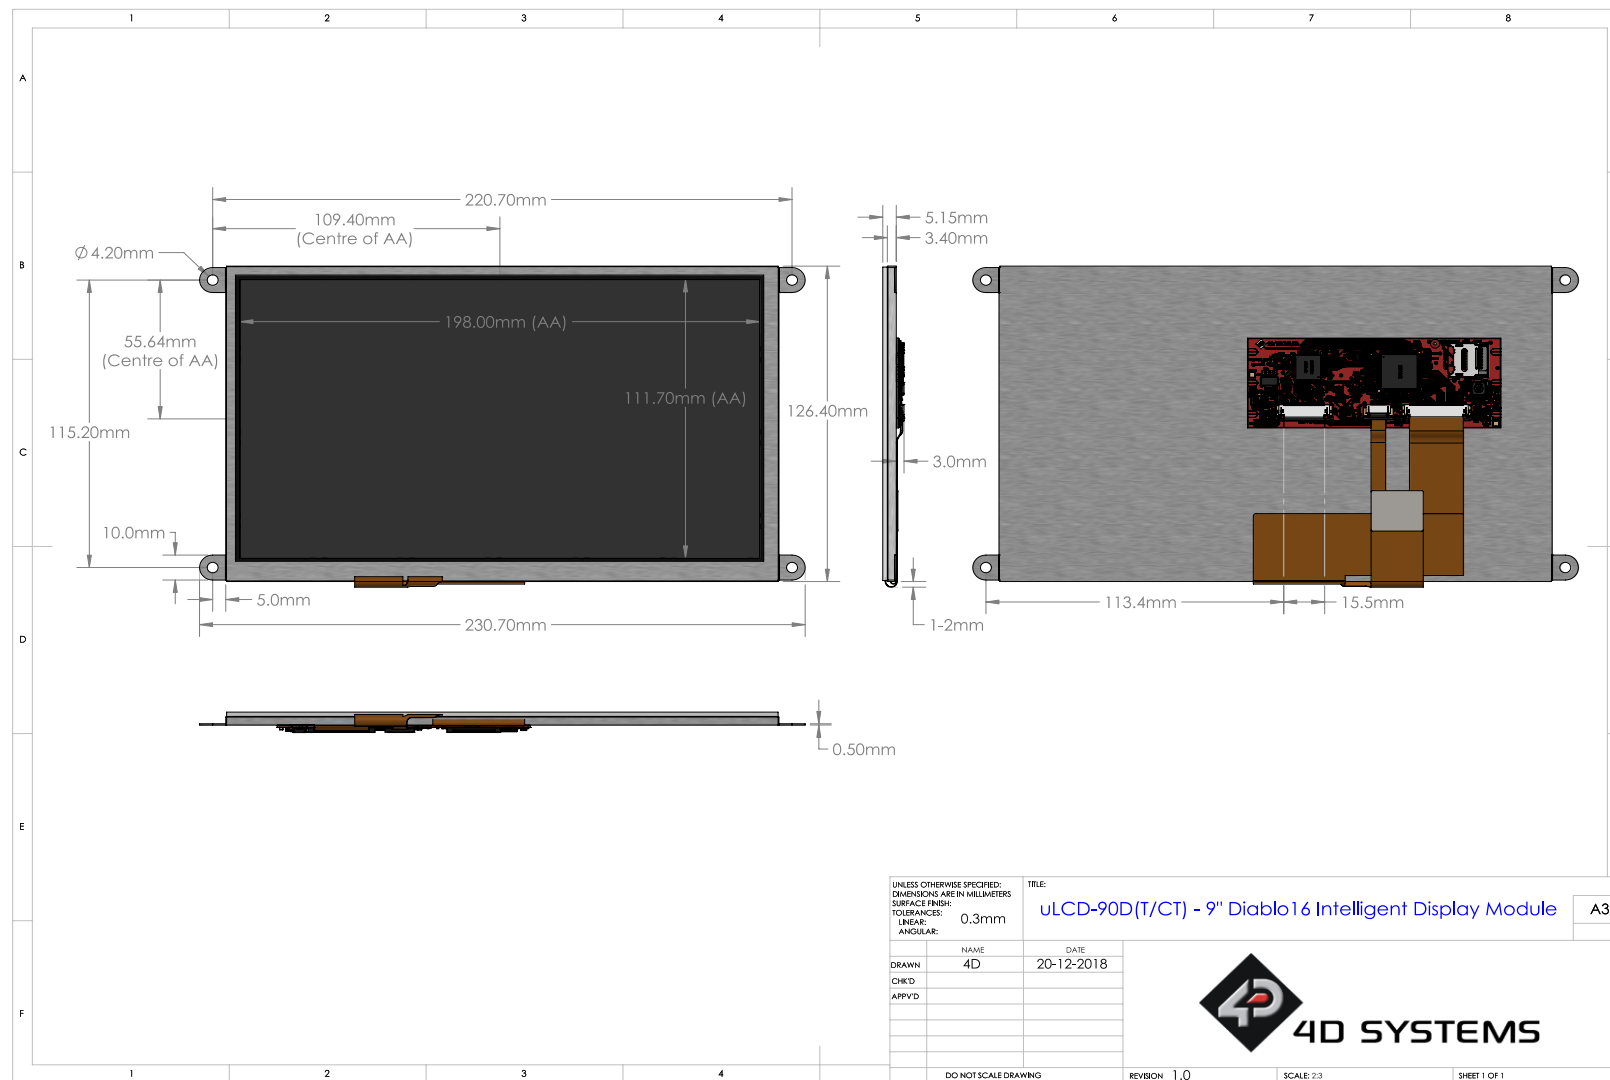 1 2 3 4 5 6 7 8
A
B
C
D
E
F
220.70mm
109.40mm
(Centre of AA)
Ø 4.20mm
198.00mm (AA)
55.64mm
(Centre of AA)
111.70mm (AA)
126.40mm
115.20mm
10.0mm
5.0mm
230.70mm
5.15mm
3.40mm
3.0mm
1-2mm
113.4mm
15.5mm
0.50mm
UNLESS OTHERWISE SPECIFIED:
DIMENSIONS ARE IN MILLIMETERS
SURFACE FINISH:
TOLERANCES:
LINEAR: 0.3mm
ANGULAR:
TITLE:
uLCD-90D(T/CT) - 9" Diablo16 Intelligent Display Module
A3
NAME DATE
DRAWN 4D 20-12-2018
CHK'D
APPV'D
4D SYSTEMS
DO NOT SCALE DRAWING
REVISION 1.0
SCALE: 2:3
SHEET 1 OF 1
1 2 3 4